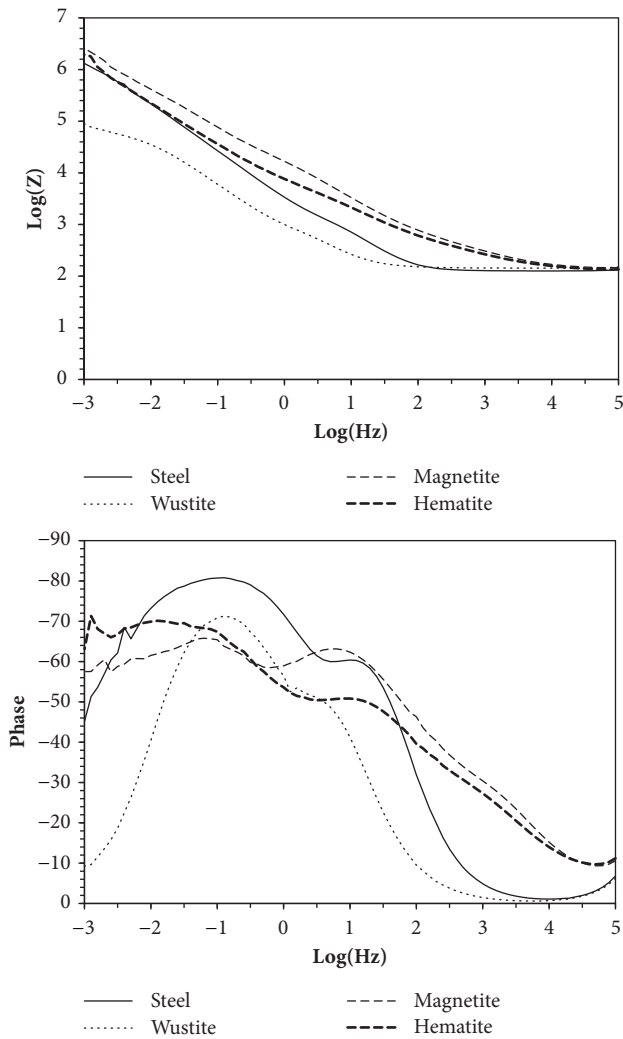 7
6
5
4
3
2
1
0
Log(Z)
−3 −2 −1 0 1 2 3 4 5
Log(Hz)
Steel Magnetite
Wustite Hematite
−90
−80
−70
−60
−50
−40
−30
−20
−10
0
Phase
−3 −2 −1 0 1 2 3 4 5
Log(Hz)
Steel Magnetite
Wustite Hematite